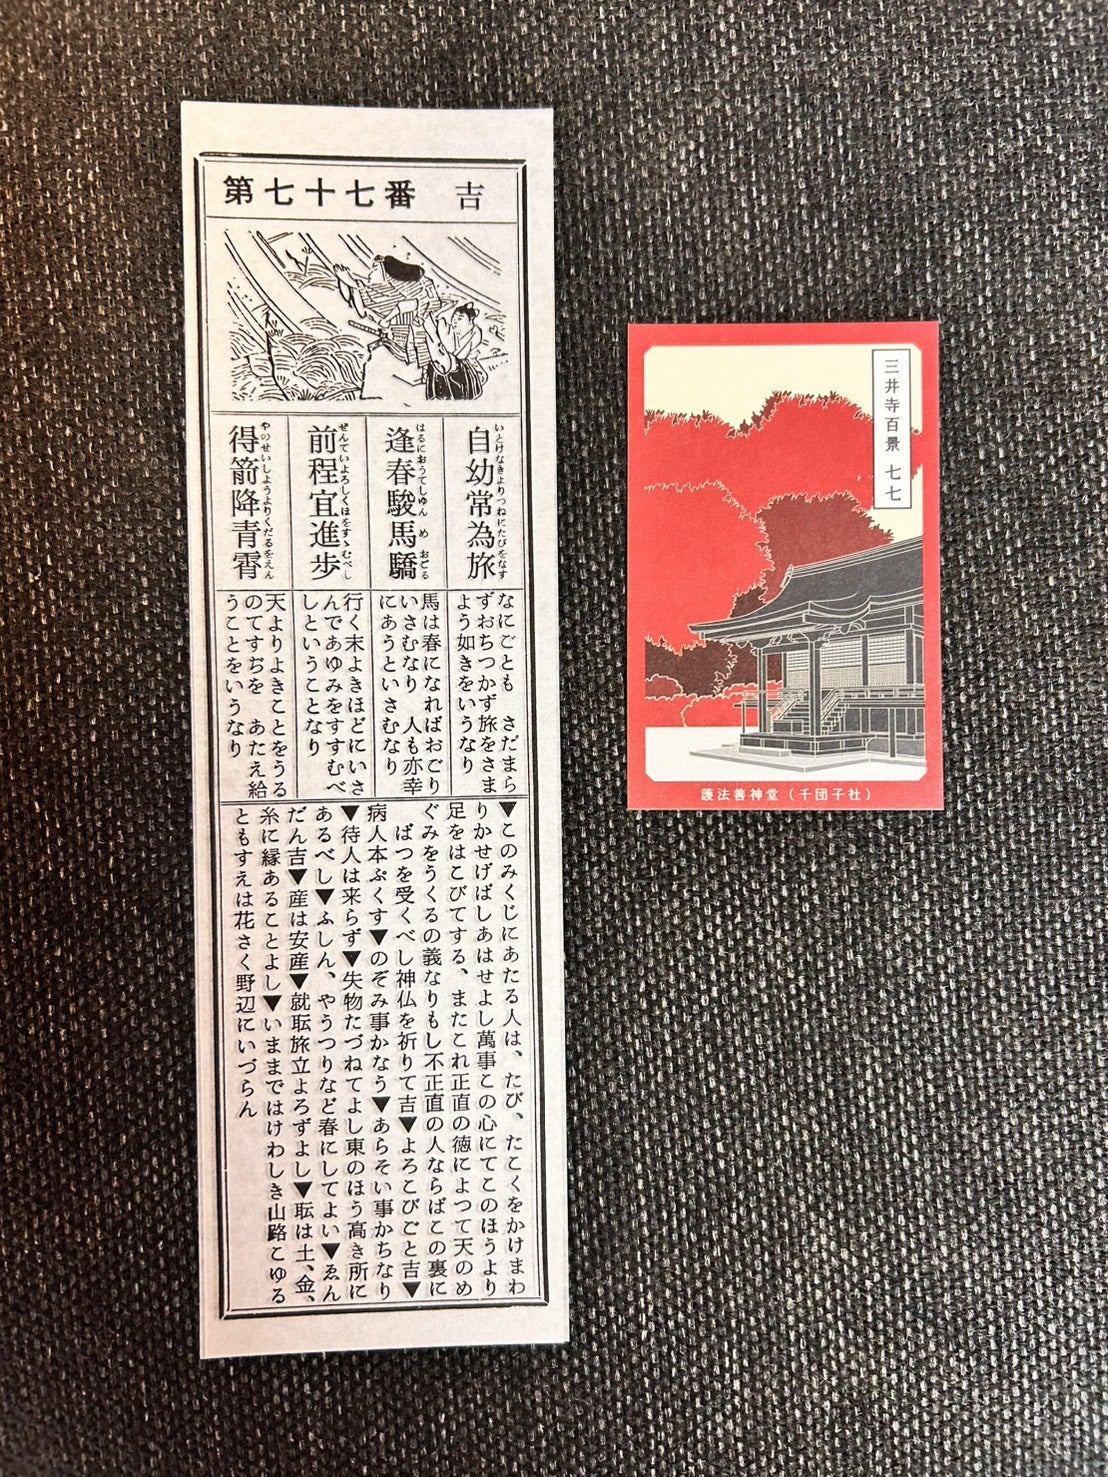 第七十七番　吉
いとけなきよりつねにたびをなす
自幼常為旅
はるにおうてしゆんめおごる
逢春駿馬驕
ぜんていよろしくほをすゝむべし
前程宜進歩
やのせいしようよりくだるをえん
得箭降青霄
なにごとも　さだまら
ずおちつかず旅をさま
よう如きをいうなり
馬は春になればおごり
いさむなり　人も亦幸
にあうといさむなり
行く末よきほどにいさ
んであゆみをすすむべ
しということなり
天よりよきことをうる
のてすぢを　あたえ給
うことをいうなり
▼このみくじにあたる人は、たび、たこくをかけまわ
りかせげばしあはせよし萬事この心にてこのほうより
足をはこびてする、またこれ正直の徳によつて天のめ
ぐみをうくるの義なりもし不正直の人ならばこの裏に
ばつを受くべし神仏を祈りて吉▼よろこびごと吉▼
病人本ぷくす▼のぞみ事かなう▼あらそい事かちなり
▼待人は来らず▼失物たづねてよし東のほう高き所に
あるべし▼ふしん、やうつりなど春にしてよい▼ゑん
だん吉▼産は安産▼就転旅立よろずよし▼転は土、金、
糸に縁あることよし▼いままではけわしき山路こゆる
ともすえは花さく野辺にいづらん
三井寺百景 七七
護法善神堂（千団子社）